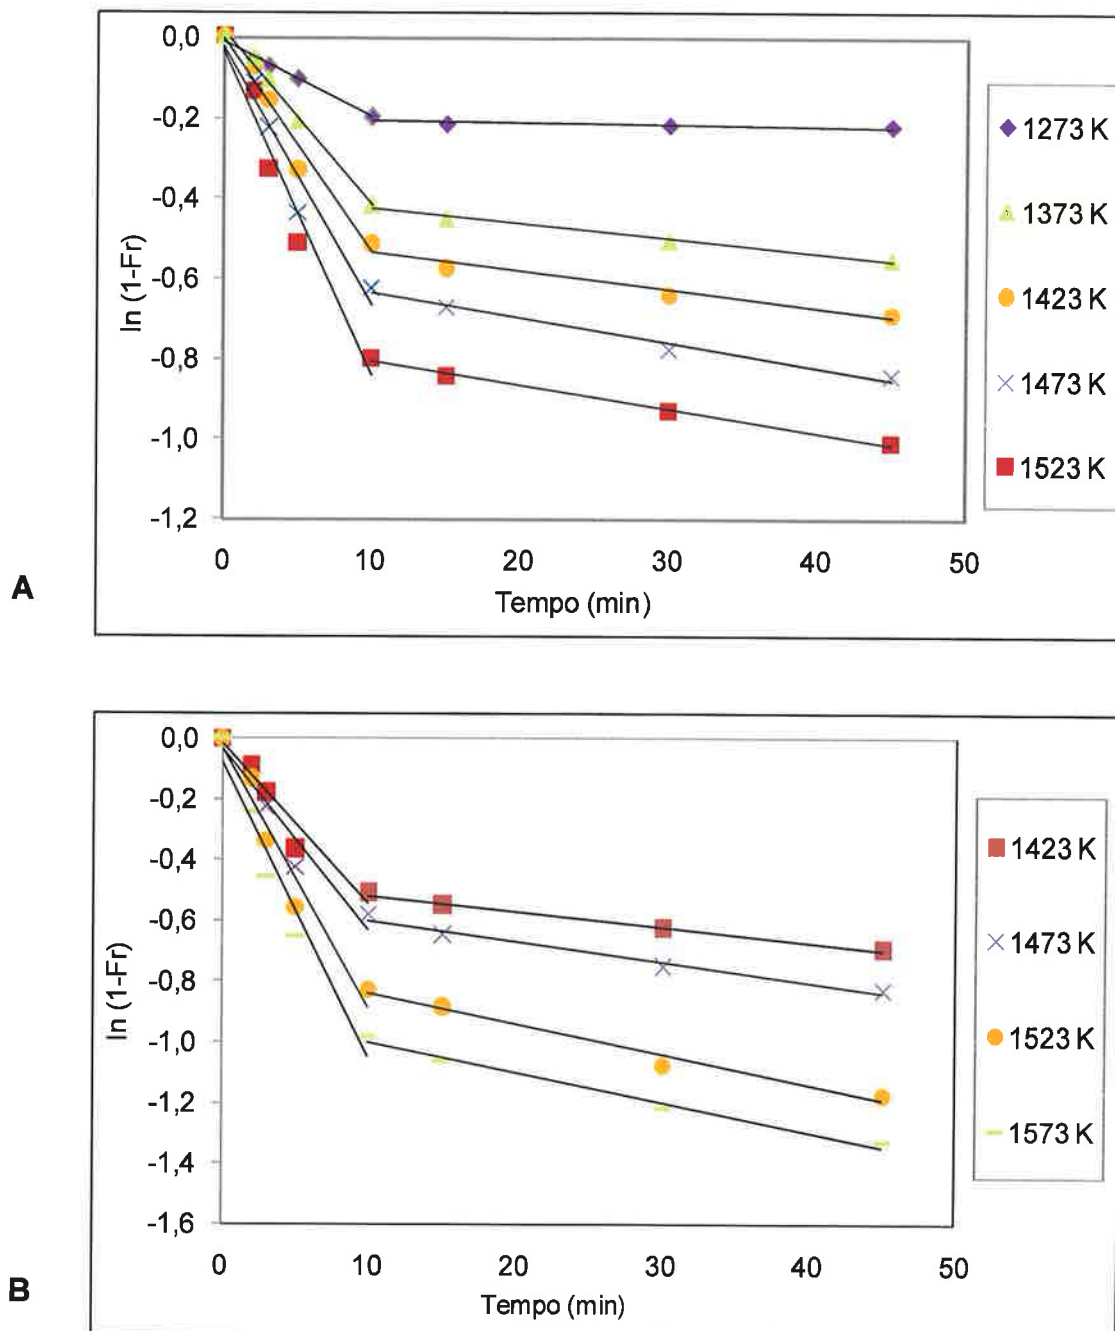 0,0
-0,2
-0,4
-0,6
-0,8
-1,0
-1,2
ln (1-Fr)
0 10 20 30 40 50
Tempo (min)
1273 K
1373 K
1423 K
1473 K
1523 K
A
0,0
-0,2
-0,4
-0,6
-0,8
-1,0
-1,2
-1,4
-1,6
ln (1-Fr)
0 10 20 30 40 50
Tempo (min)
1423 K
1473 K
1523 K
1573 K
B